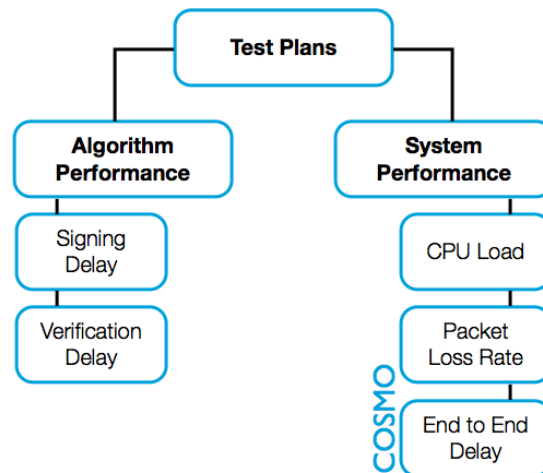 Test Plans
Algorithm
Performance
Signing
Delay
Verification
Delay
System
Performance
CPU Load
Packet
Loss Rate
End to End
Delay
COSMO